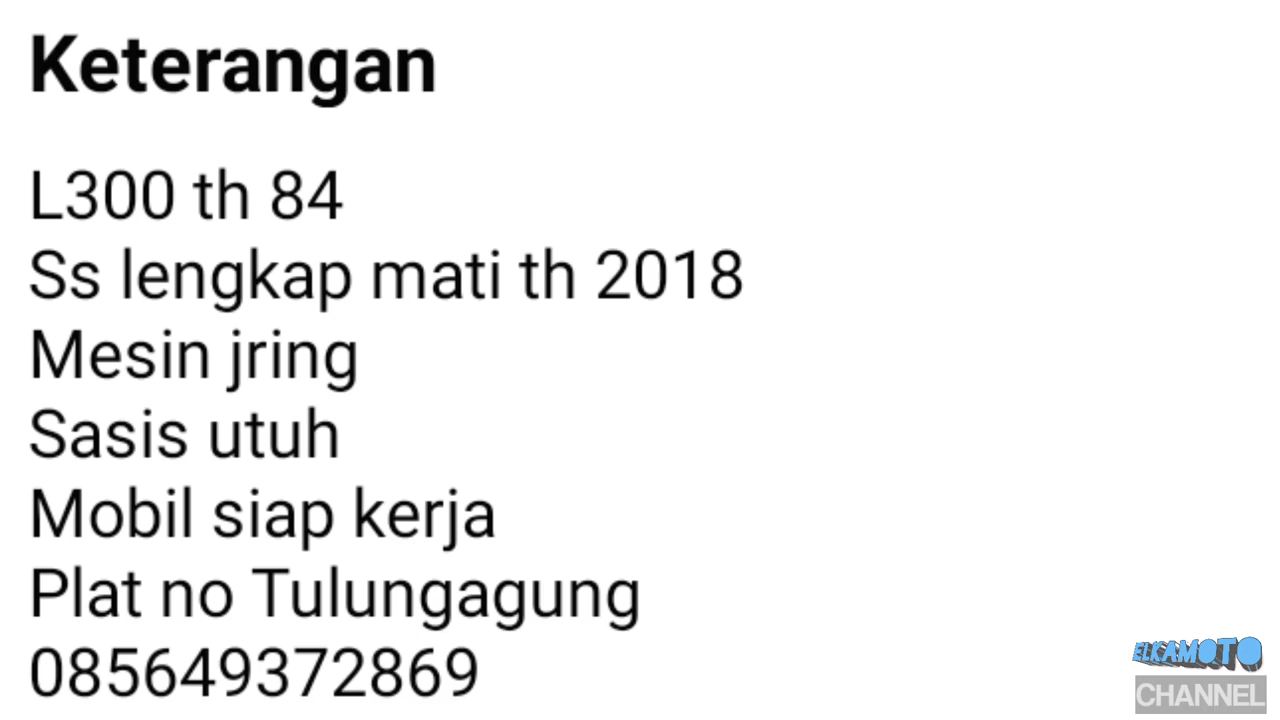 Keterangan
L300 th 84
Ss lengkap mati th 2018
Mesin jring
Sasis utuh
Mobil siap kerja
Plat no Tulungagung
085649372869
ELKAMOTO
CHANNEL